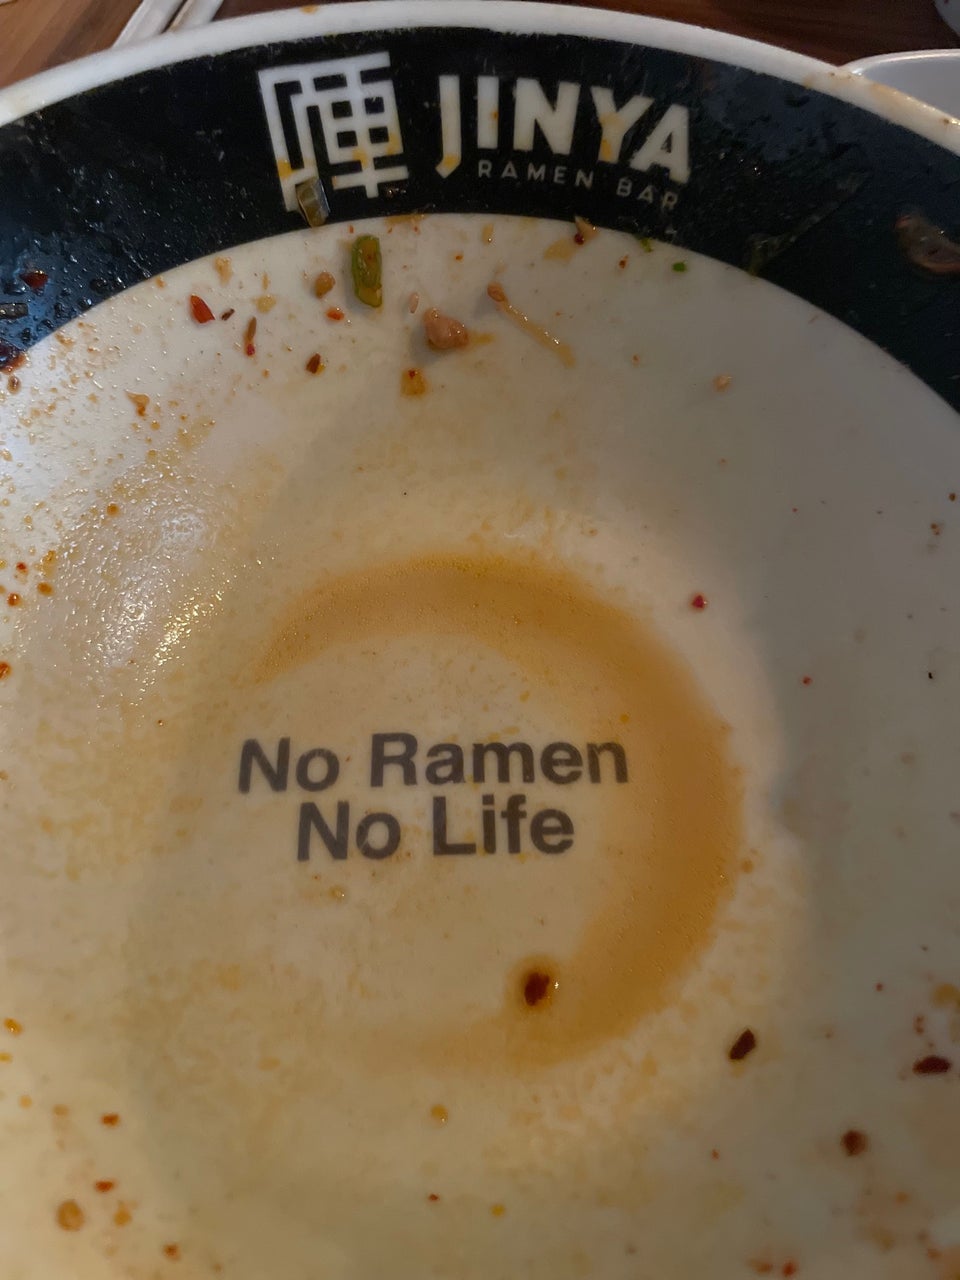 陣 JINYA
RAMEN BAR
No Ramen
No Life